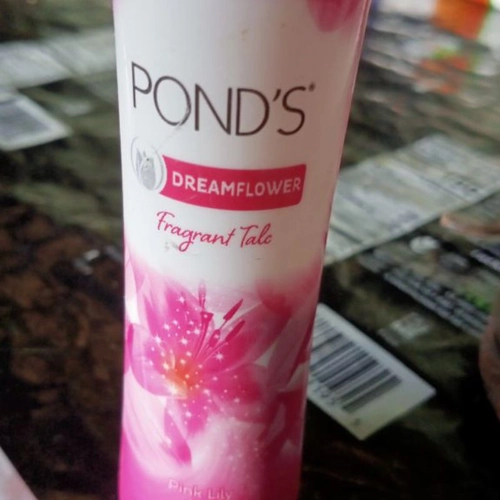 POND'S®
DREAMFLOWER
Fragrant Talc
Pink Lily